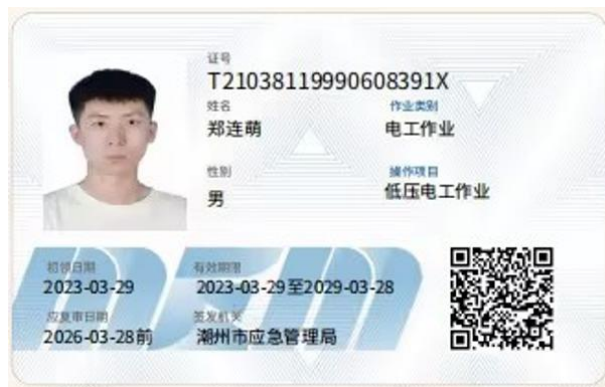 证号
T21038119990608391X
姓名 作业类别
郑连萌 电工作业
性别 操作项目
男 低压电工作业
初领日期 有效期限
2023-03-29 2023-03-29至2029-03-28
应复审日期 签发机关
2026-03-28前 潮州市应急管理局